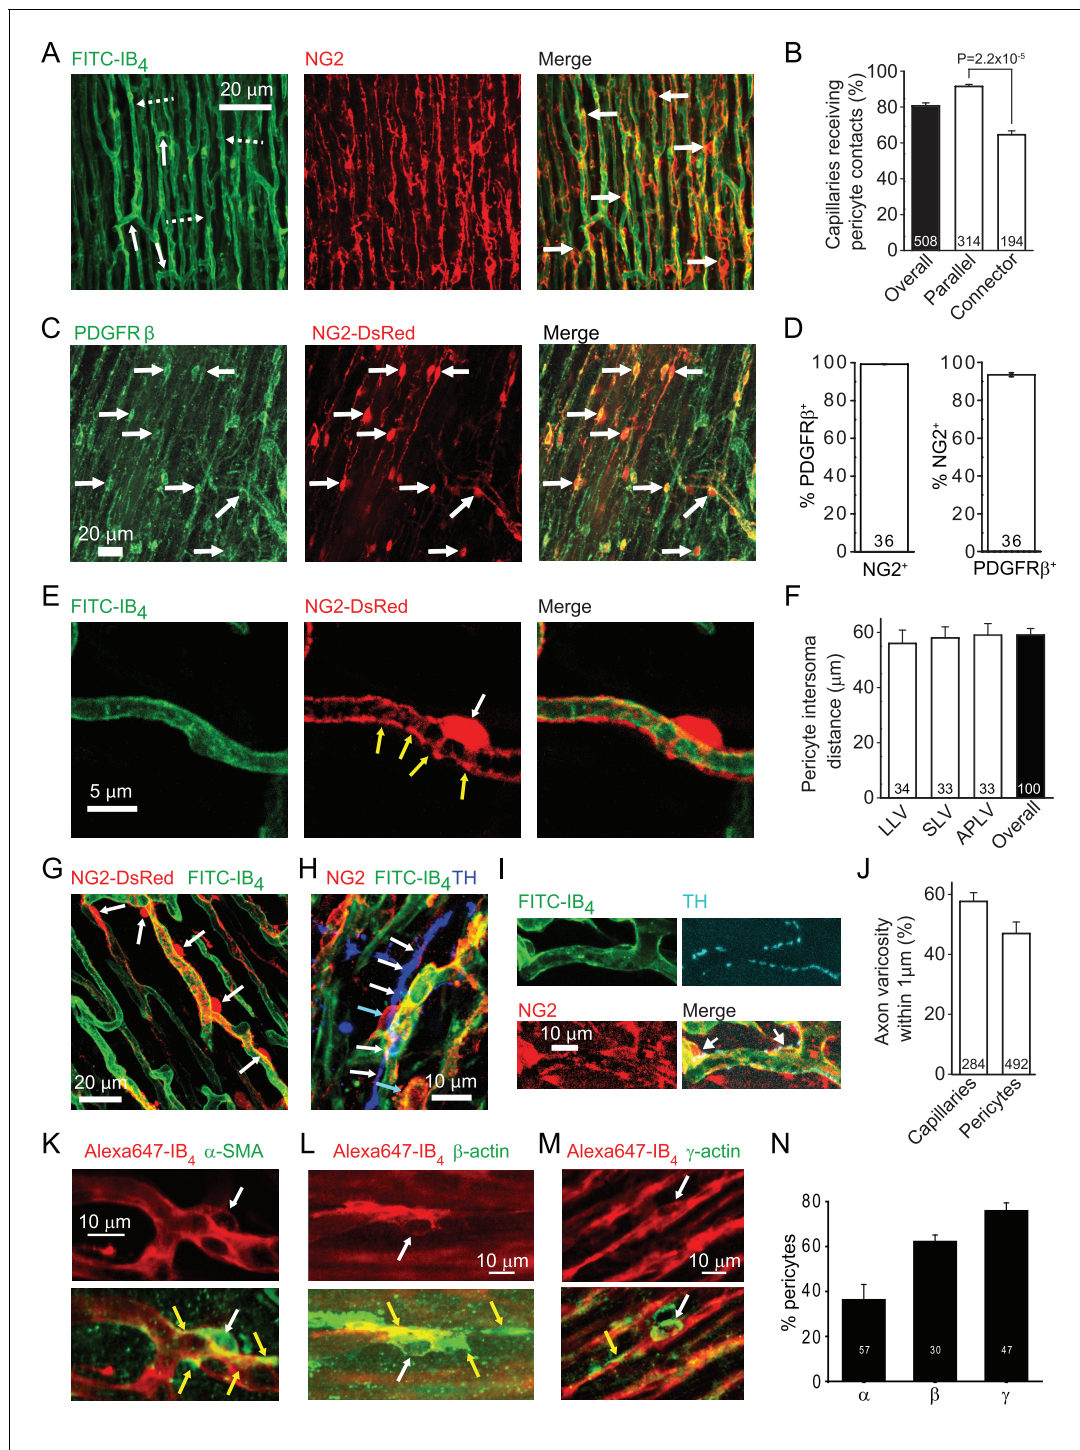 A
FITC-IB4
NG2
Merge
20 µm
B
P=2.2x10-5
Capillaries receiving
pericyte contacts (%)
100
80
60
40
20
0
508
314
194
Overall
Parallel
Connector
C
PDGFR β
NG2-DsRed
Merge
20 µm
D
% PDGFRβ+
100
80
60
40
20
0
36
NG2+
% NG2+
100
80
60
40
20
0
36
PDGFRβ+
E
FITC-IB4
NG2-DsRed
Merge
5 µm
F
Pericyte intersoma
distance (µm)
60
40
20
0
34
33
33
100
LLV
SLV
APLV
Overall
G
NG2-DsRed FITC-IB4
20 µm
H
NG2 FITC-IB4 TH
10 µm
I
FITC-IB4
TH
NG2
Merge
10 µm
J
Axon varicosity
within 1µm (%)
60
40
20
0
284
492
Capillaries
Pericytes
K
Alexa647-IB4 α-SMA
10 µm
L
Alexa647-IB4 β-actin
10 µm
M
Alexa647-IB4 γ-actin
10 µm
N
% pericytes
80
60
40
20
0
57
30
47
α
β
γ